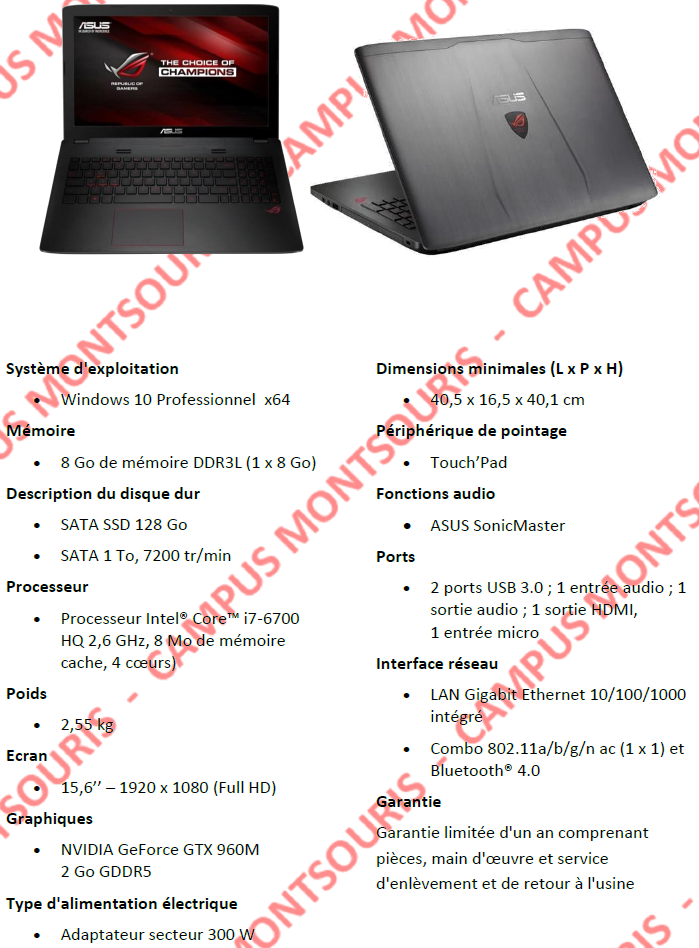 ASUS
REPUBLIC OF
GAMERS
THE CHOICE OF
CHAMPIONS
ASUS
ASUS
CAMPUS MONTSOURIS - CAMPUS MONTSOURIS
Système d'exploitation
• Windows 10 Professionnel x64
Mémoire
• 8 Go de mémoire DDR3L (1 x 8 Go)
Description du disque dur
• SATA SSD 128 Go
• SATA 1 To, 7200 tr/min
Processeur
• Processeur Intel® Core™ i7-6700
HQ 2,6 GHz, 8 Mo de mémoire
cache, 4 cœurs)
Poids
• 2,55 kg
Ecran
• 15,6’’ – 1920 x 1080 (Full HD)
Graphiques
• NVIDIA GeForce GTX 960M
2 Go GDDR5
Type d'alimentation électrique
• Adaptateur secteur 300 W
Dimensions minimales (L x P x H)
• 40,5 x 16,5 x 40,1 cm
Périphérique de pointage
• Touch’Pad
Fonctions audio
• ASUS SonicMaster
Ports
• 2 ports USB 3.0 ; 1 entrée audio ; 1
sortie audio ; 1 sortie HDMI,
1 entrée micro
Interface réseau
• LAN Gigabit Ethernet 10/100/1000
intégré
• Combo 802.11a/b/g/n ac (1 x 1) et
Bluetooth® 4.0
Garantie
Garantie limitée d'un an comprenant
pièces, main d'œuvre et service
d'enlèvement et de retour à l'usine